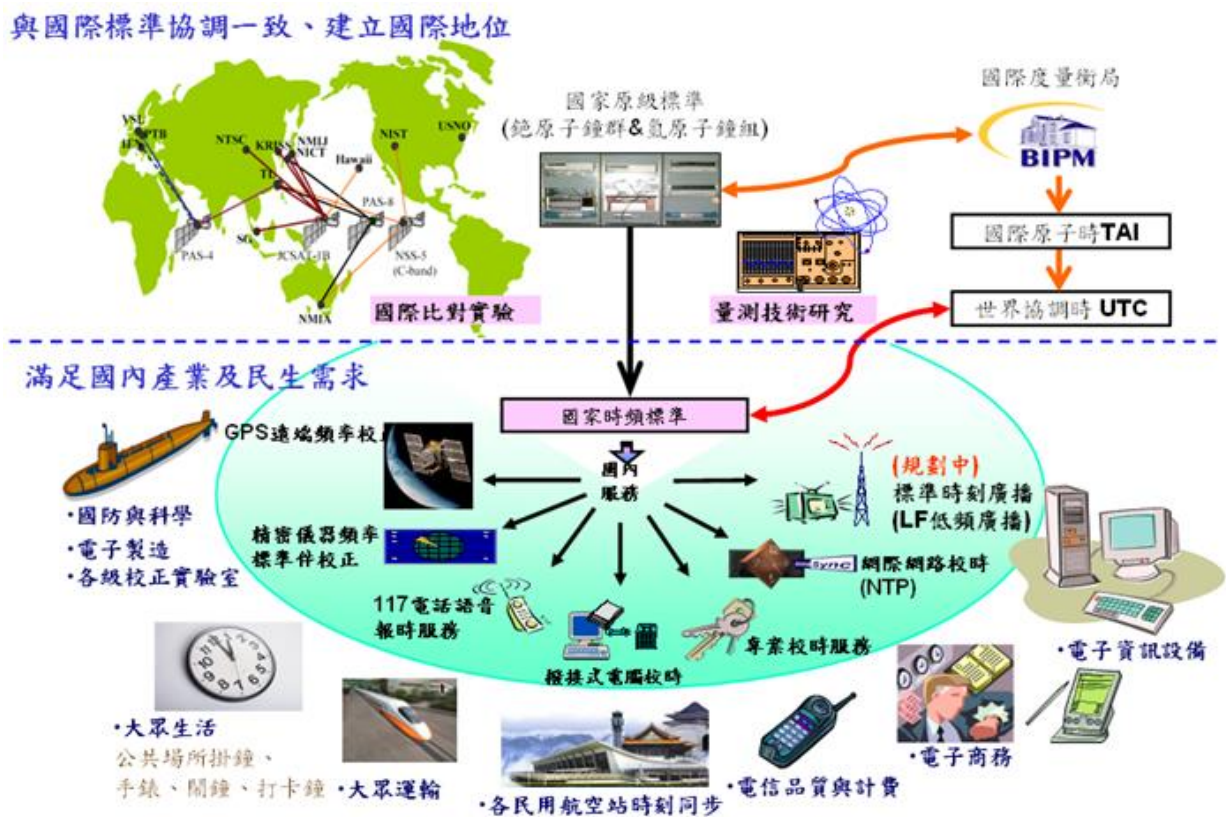 與國際標準協調一致、建立國際地位
國家原級標準
(銫原子鐘群&氫原子鐘組)
國際度量衡局
BIPM
國際原子時TAI
世界協調時 UTC
VSL
PTB
NTSC
KRISS
NMIJ
NICT
TL
Hawaii
NIST
USNO
PAS-8
SG
PAS-4
JCSAT-1B
NSS-5
(C-band)
NMIA
國際比對實驗
量測技術研究
滿足國內產業及民生需求
國家時頻標準
國內
服務
GPS遠端頻率校正
精密儀器頻率
標準件校正
117電話語音
報時服務
撥接式電腦校時
專案校時服務
sync
網際網路校時
(NTP)
(規劃中)
標準時刻廣播
(LF低頻廣播)
・國防與科學
・電子製造
・各級校正實驗室
・大眾生活
公共場所掛鐘、
手錶、鬧鐘、打卡鐘
・大眾運輸
・各民用航空站時刻同步
・電信品質與計費
・電子商務
・電子資訊設備